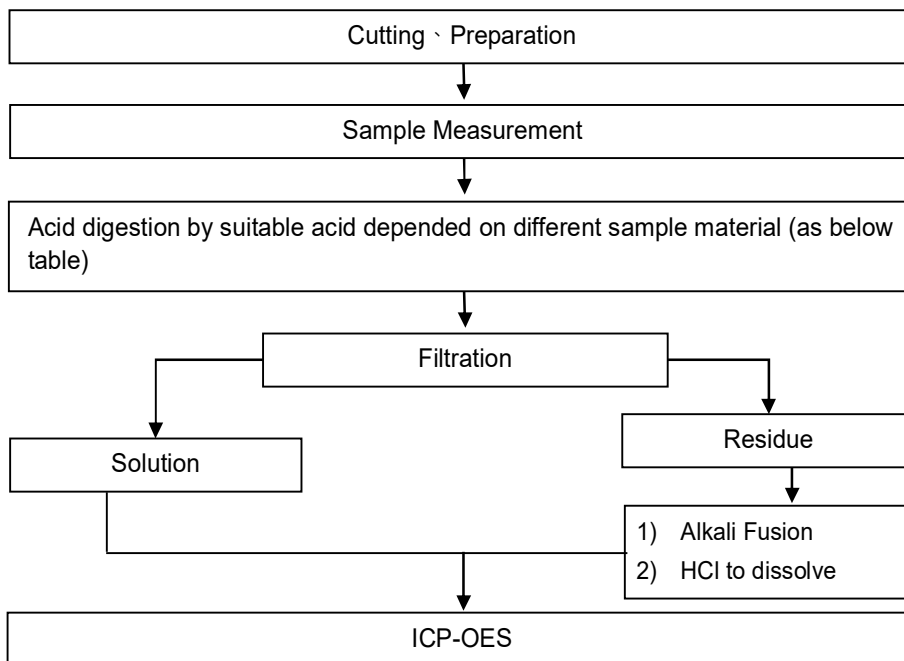 Cutting、Preparation
Sample Measurement
Acid digestion by suitable acid depended on different sample material (as below
table)
Filtration
Solution
Residue
1) Alkali Fusion
2) HCl to dissolve
ICP-OES